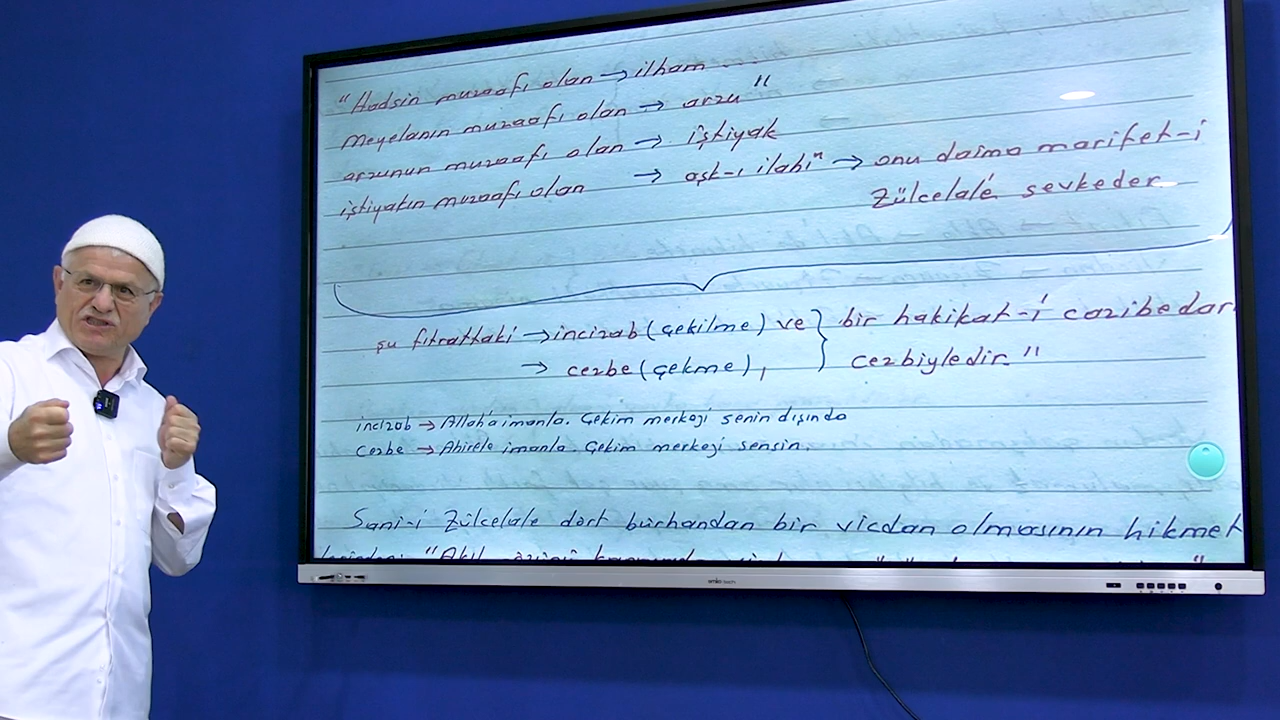 "Hadsin muzaafı olan → ilham
meyelanın muzaafı olan → arzu"
arzunun muzaafı olan → iştiyak
iştiyakın muzaafı olan → aşk-ı ilahi" → onu daima marifet-i
Zülcelale sevkeder
şu fıtrattaki → incizab (çekilme) ve } bir hakikat-i cazibedar
→ cezbe (çekme), cezbiyledir"
incizab → Allah'a imanla. Çekim merkezi senin dışında
cezbe → Ahirete imanla. Çekim merkezi sensin.
Sani-i Zülcelale dört burhandan bir vicdan olmasının hikmet